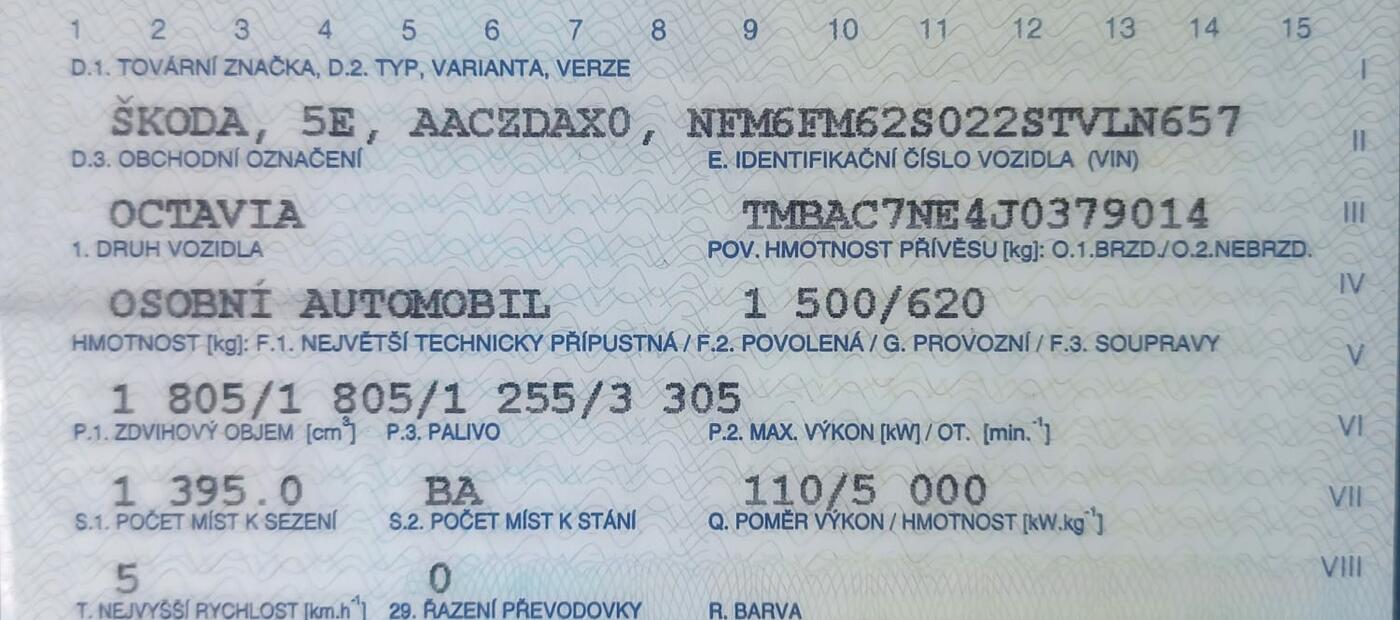 1 2 3 4 5 6 7 8 9 10 11 12 13 14 15
D.1. TOVÁRNÍ ZNAČKA, D.2. TYP, VARIANTA, VERZE I
ŠKODA, 5E, AACZDAX0, NFM6FM62S022STVLN657
D.3. OBCHODNÍ OZNAČENÍ E. IDENTIFIKAČNÍ ČÍSLO VOZIDLA (VIN) II
OCTAVIA TMBAC7NE4J0379014 III
1. DRUH VOZIDLA POV. HMOTNOST PŘÍVĚSU [kg]: O.1.BRZD./O.2.NEBRZD.
OSOBNÍ AUTOMOBIL 1 500/620 IV
HMOTNOST [kg]: F.1. NEJVĚTŠÍ TECHNICKY PŘÍPUSTNÁ / F.2. POVOLENÁ / G. PROVOZNÍ / F.3. SOUPRAVY V
1 805/1 805/1 255/3 305
P.1. ZDVIHOVÝ OBJEM [cm³] P.3. PALIVO P.2. MAX. VÝKON [kW] / OT. [min.⁻¹] VI
1 395.0 BA 110/5 000 VII
S.1. POČET MÍST K SEZENÍ S.2. POČET MÍST K STÁNÍ Q. POMĚR VÝKON / HMOTNOST [kW.kg⁻¹]
5 0 VIII
T. NEJVYŠŠÍ RYCHLOST [km.h⁻¹] 29. ŘAZENÍ PŘEVODOVKY R. BARVA